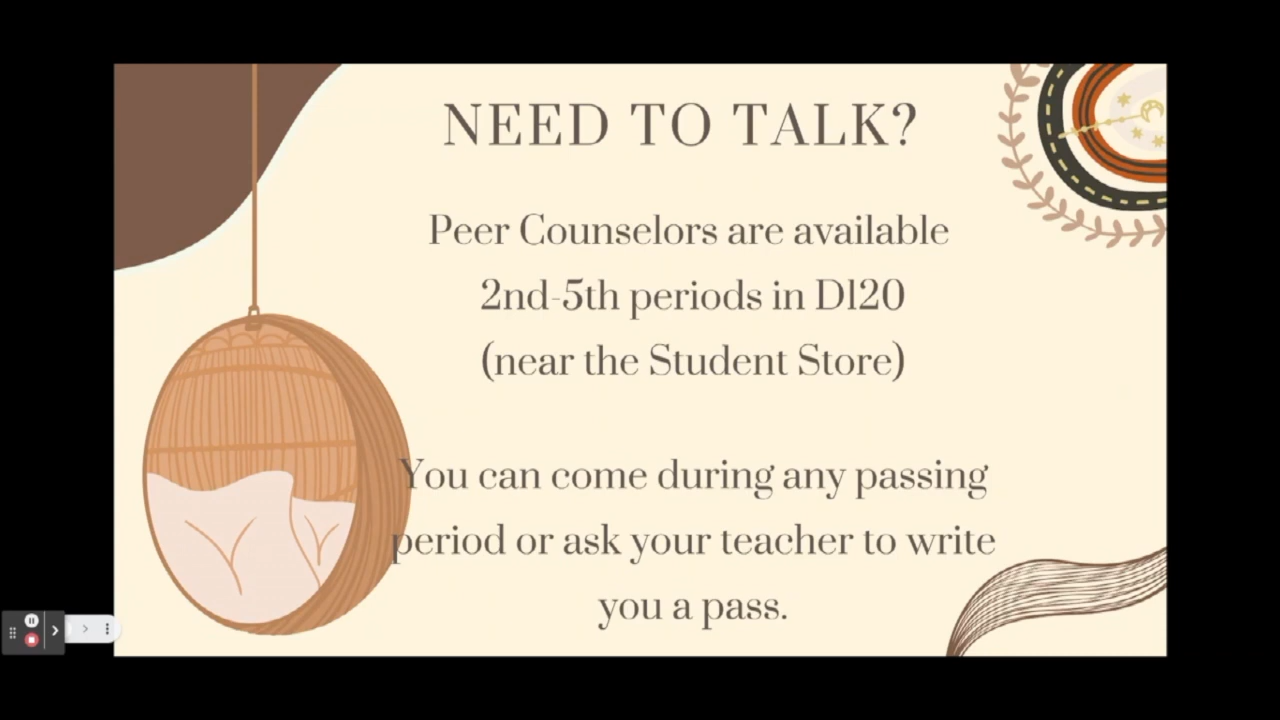 NEED TO TALK?
Peer Counselors are available
2nd-5th periods in D120
(near the Student Store)
You can come during any passing
period or ask your teacher to write
you a pass.